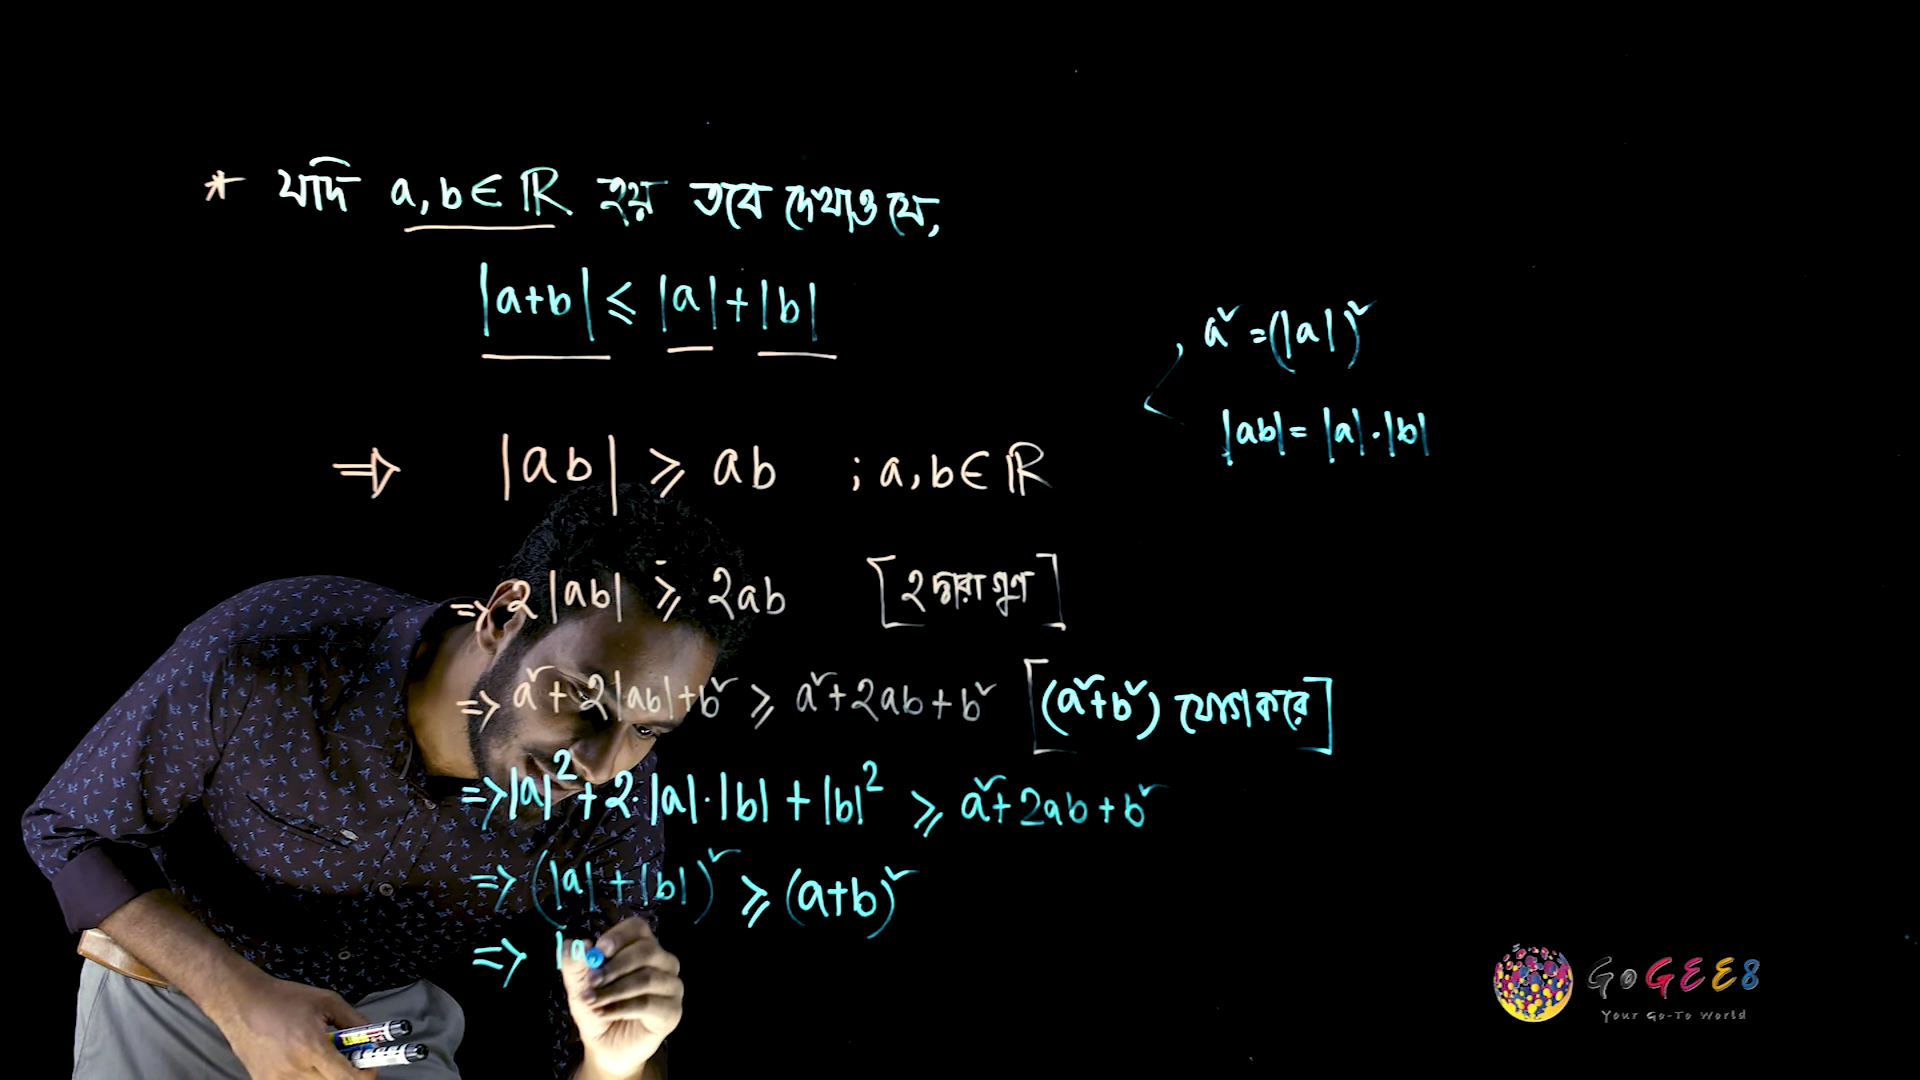 * যদি a, b ∈ ℝ হয় তবে দেখাও যে,
|a+b| ≤ |a|+|b|
a² = (|a|)²
|ab| = |a|·|b|
⇒ |ab| ≥ ab ; a, b ∈ ℝ
⇒ 2|ab| ≥ 2ab [২ দ্বারা গুণ]
⇒ a²+2|ab|+b² ≥ a²+2ab+b² [(a²+b²) যোগ করে]
⇒ |a|²+2·|a|·|b|+|b|² ≥ a²+2ab+b²
⇒ (|a|+|b|)² ≥ (a+b)²
⇒ |a
GoGEE8
Your Go-To World